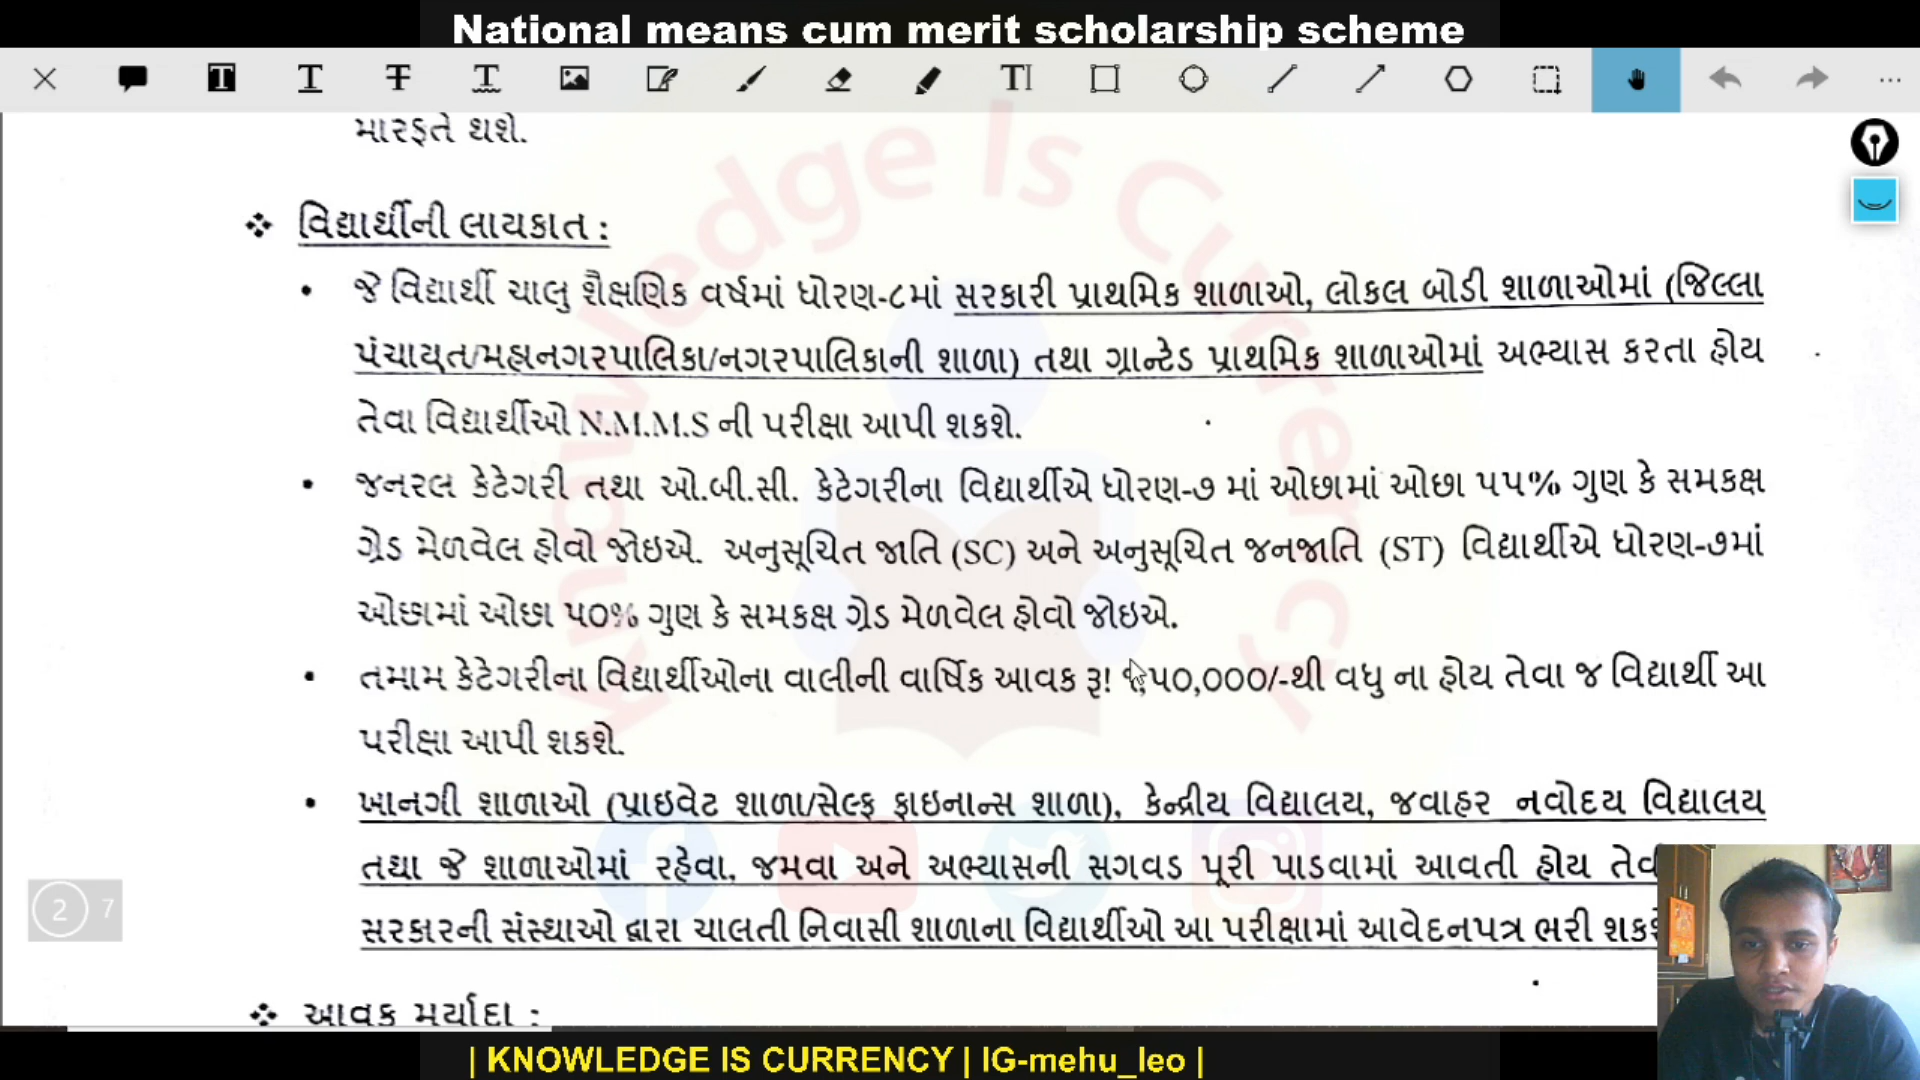 National means cum merit scholarship scheme
મારફતે થશે.
❖ વિદ્યાર્થીની લાયકાત :
• જે વિદ્યાર્થી ચાલુ શૈક્ષણિક વર્ષમાં ધોરણ-૮માં સરકારી પ્રાથમિક શાળાઓ, લોકલ બોડી શાળાઓમાં (જિલ્લા
પંચાયત/મહાનગરપાલિકા/નગરપાલિકાની શાળા) તથા ગ્રાન્ટેડ પ્રાથમિક શાળાઓમાં અભ્યાસ કરતા હોય
તેવા વિદ્યાર્થીઓ N.M.M.S ની પરીક્ષા આપી શકશે.
• જનરલ કેટેગરી તથા ઓ.બી.સી. કેટેગરીના વિદ્યાર્થીએ ધોરણ-૭ માં ઓછામાં ઓછા ૫૫% ગુણ કે સમકક્ષ
ગ્રેડ મેળવેલ હોવો જોઇએ. અનુસૂચિત જાતિ (SC) અને અનુસૂચિત જનજાતિ (ST) વિદ્યાર્થીએ ધોરણ-૭માં
ઓછામાં ઓછા ૫૦% ગુણ કે સમકક્ષ ગ્રેડ મેળવેલ હોવો જોઇએ.
• તમામ કેટેગરીના વિદ્યાર્થીઓના વાલીની વાર્ષિક આવક રૂ! ૫૦,૦૦૦/-થી વધુ ના હોય તેવા જ વિદ્યાર્થી આ
પરીક્ષા આપી શકશે.
• ખાનગી શાળાઓ (પ્રાઇવેટ શાળા/સેલ્ફ ફાઇનાન્સ શાળા), કેન્દ્રીય વિદ્યાલય, જવાહર નવોદય વિદ્યાલય
તથા જે શાળાઓમાં રહેવા, જમવા અને અભ્યાસની સગવડ પૂરી પાડવામાં આવતી હોય
સરકારની સંસ્થાઓ દ્વારા ચાલતી નિવાસી શાળાના વિદ્યાર્થીઓ આ પરીક્ષામાં આવેદનપત્ર ભરી
2 7
❖ આવક મર્યાદા :
Knowledge Is Currency
| KNOWLEDGE IS CURRENCY | IG-mehu_leo |